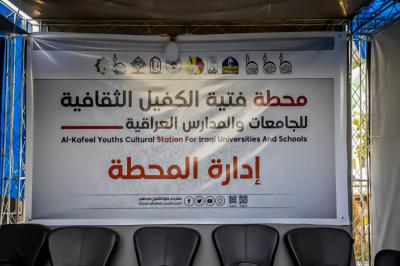 محطة فتية الكفيل الثقافية
للجامعات والمدارس العراقية
Al-Kafeel Youths Cultural Station For Iraqi Universities And Schools
إدارة المحطة